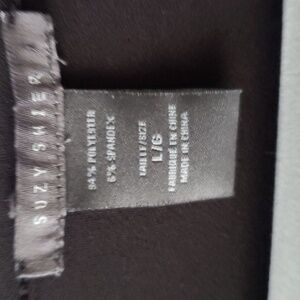 SUZY SHIER
94% POLYESTER
6% SPANDEX
TAILLE/SIZE
L/G
FABRIQUÉ EN CHINE
MADE IN CHINA